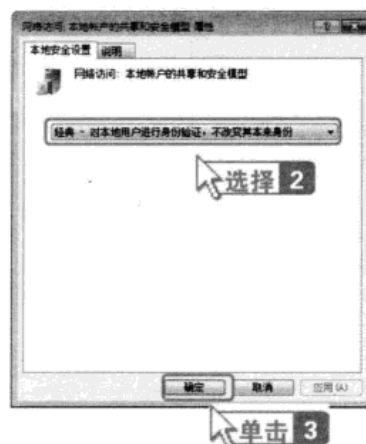 网络访问: 本地帐户的共享和安全模型 属性
本地安全设置 说明
网络访问: 本地帐户的共享和安全模型
经典 - 对本地用户进行身份验证，不改变其本来身份
选择 2
确定 取消 应用(A)
单击 3